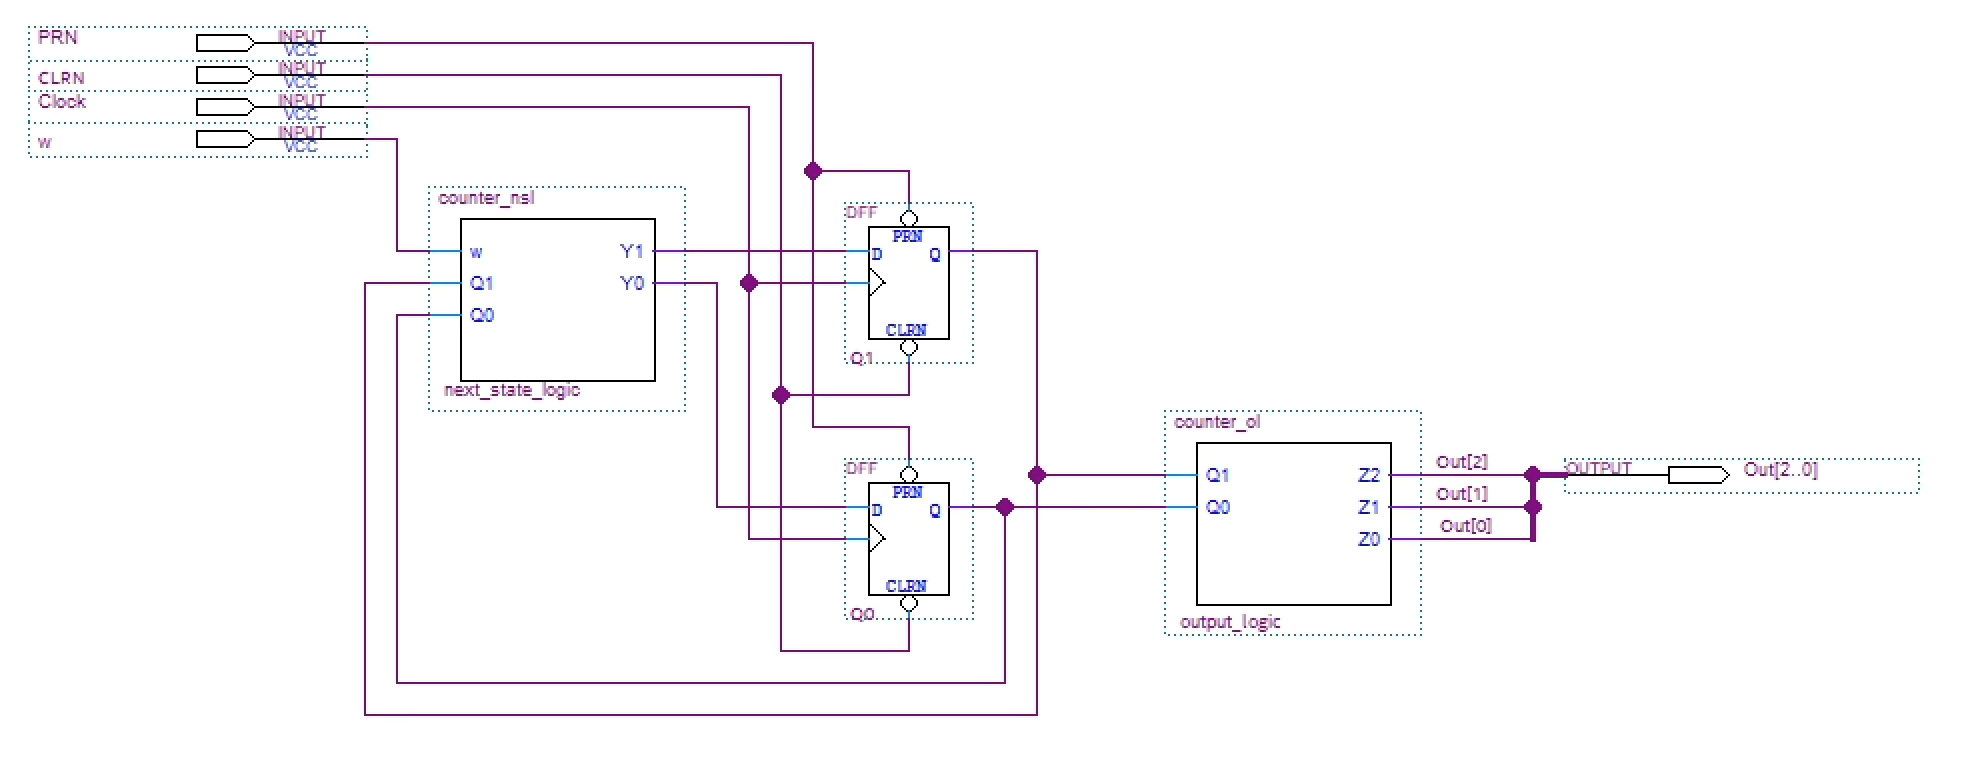 PRN INPUT
VCC
CLRN INPUT
VCC
Clock INPUT
VCC
w INPUT
VCC
counter_nsl
w Y1
Q1 Y0
Q0
next_state_logic
DFF
PRN
D Q
CLRN
Q1
DFF
PRN
D Q
CLRN
Q0
counter_ol
Q1 Z2
Q0 Z1
Z0
output_logic
Out[2]
Out[1]
Out[0]
OUTPUT Out[2..0]